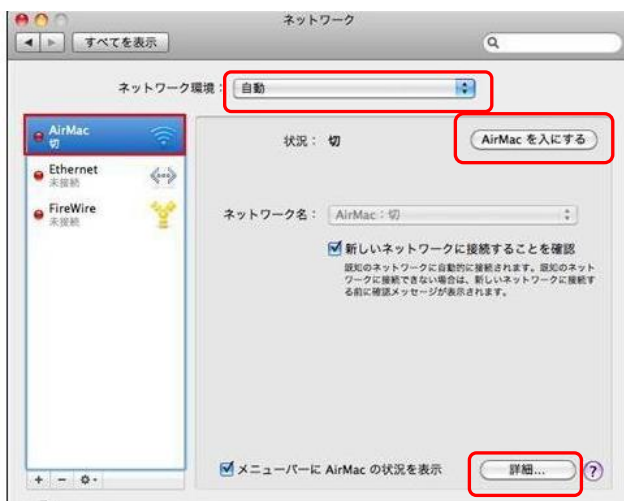 ネットワーク
すべてを表示
ネットワーク環境： 自動
AirMac
切
状況： 切
AirMac を入にする
Ethernet
未接続
FireWire
未接続
ネットワーク名： AirMac：切
新しいネットワークに接続することを確認
既知のネットワークに自動的に接続されます。既知のネット
ワークに接続できない場合は、新しいネットワークに接続す
る前に確認メッセージが表示されます。
メニューバーに AirMac の状況を表示
詳細...
?